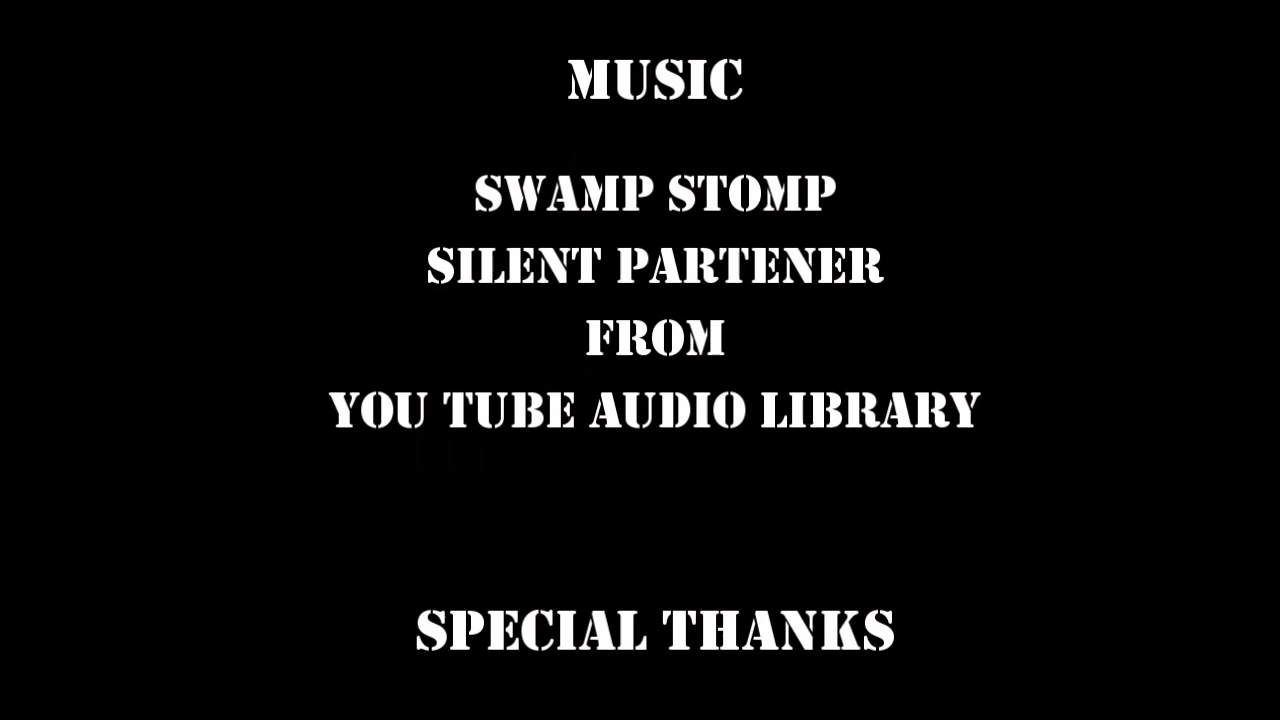 MUSIC
SWAMP STOMP
SILENT PARTENER
FROM
YOU TUBE AUDIO LIBRARY
SPECIAL THANKS